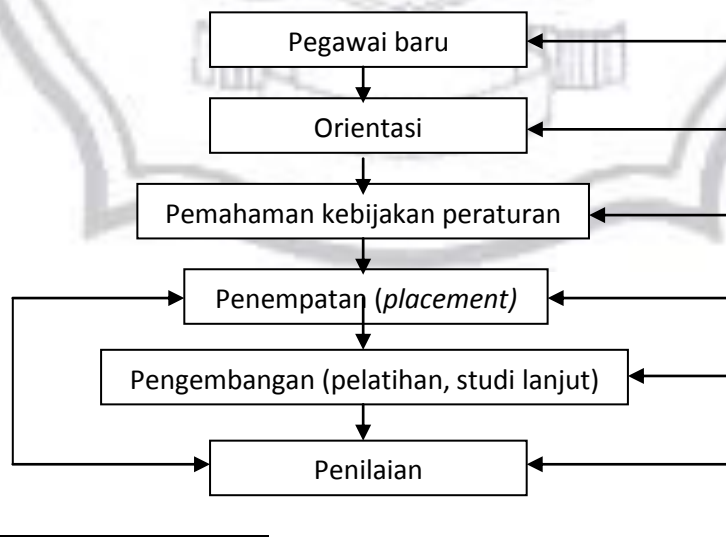 Pegawai baru
Orientasi
Pemahaman kebijakan peraturan
Penempatan (placement)
Pengembangan (pelatihan, studi lanjut)
Penilaian